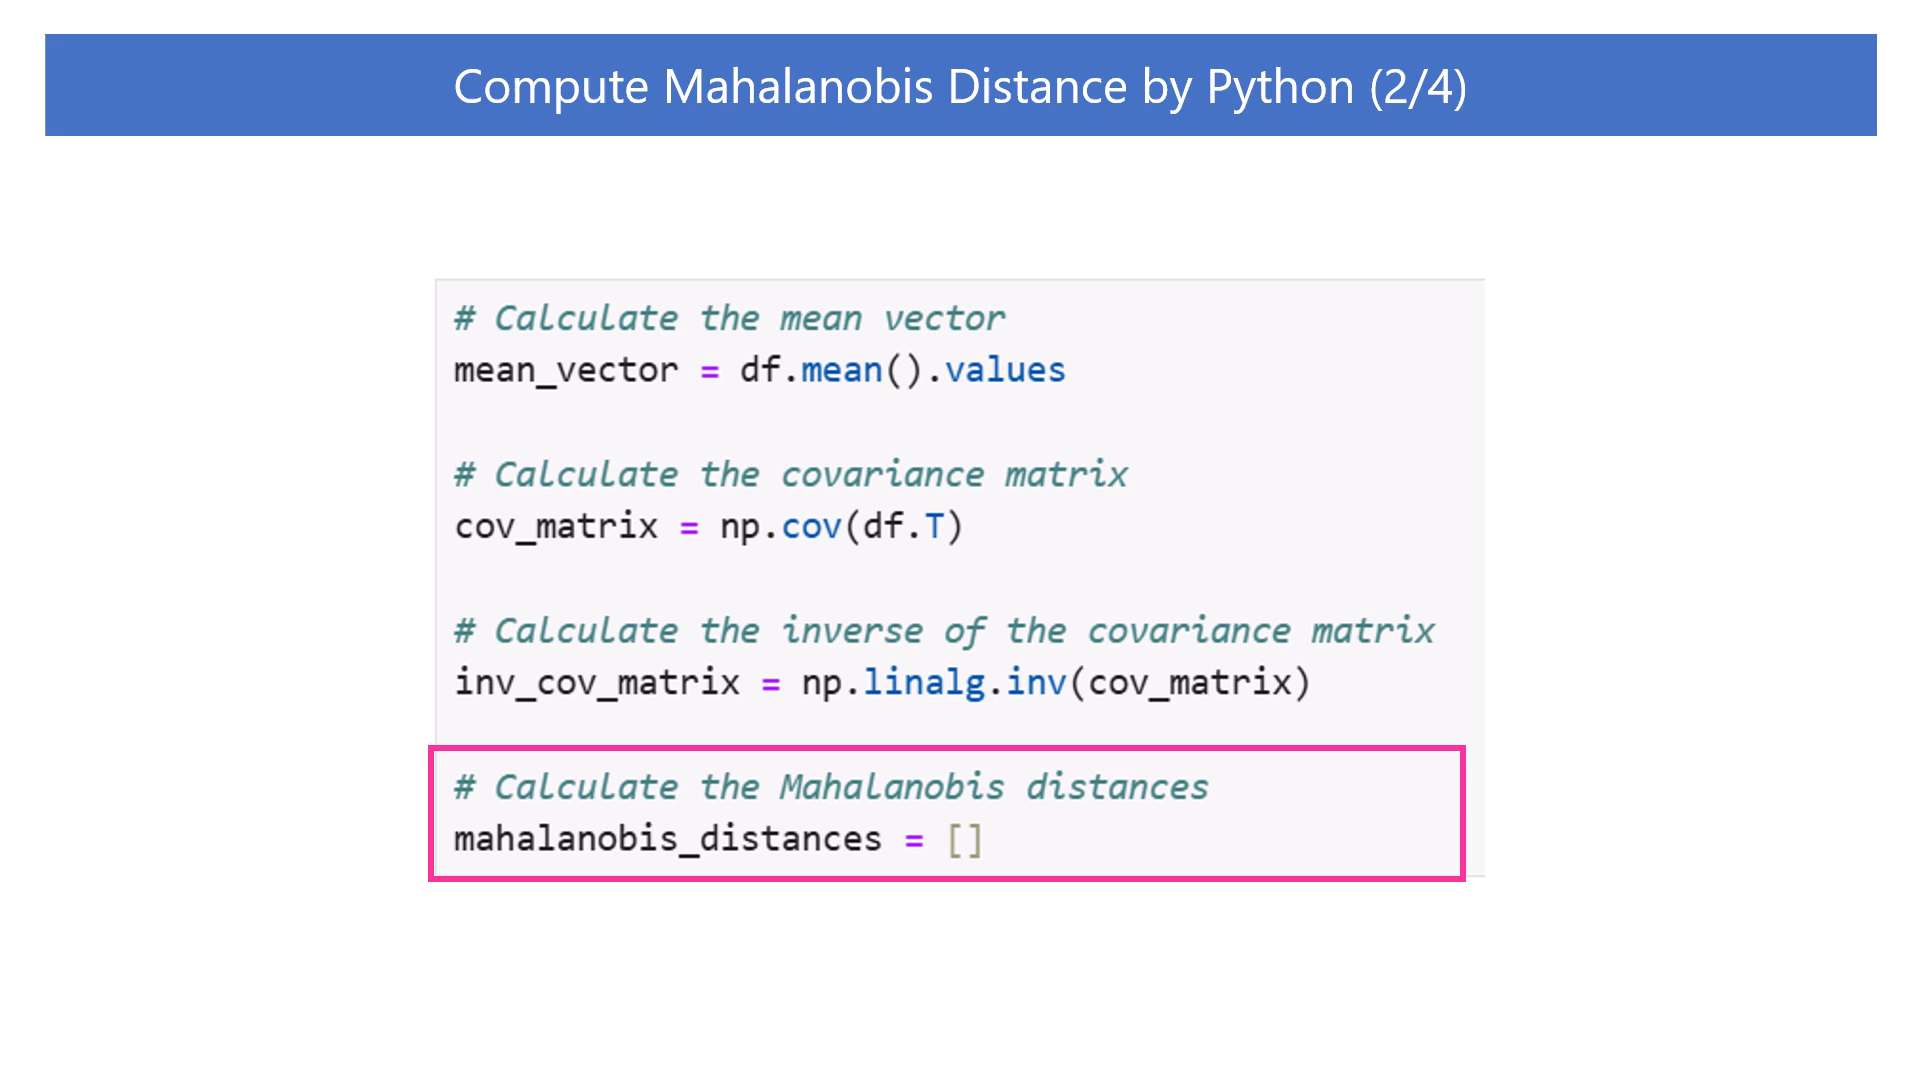 Compute Mahalanobis Distance by Python (2/4)
# Calculate the mean vector
mean_vector = df.mean().values
# Calculate the covariance matrix
cov_matrix = np.cov(df.T)
# Calculate the inverse of the covariance matrix
inv_cov_matrix = np.linalg.inv(cov_matrix)
# Calculate the Mahalanobis distances
mahalanobis_distances = []